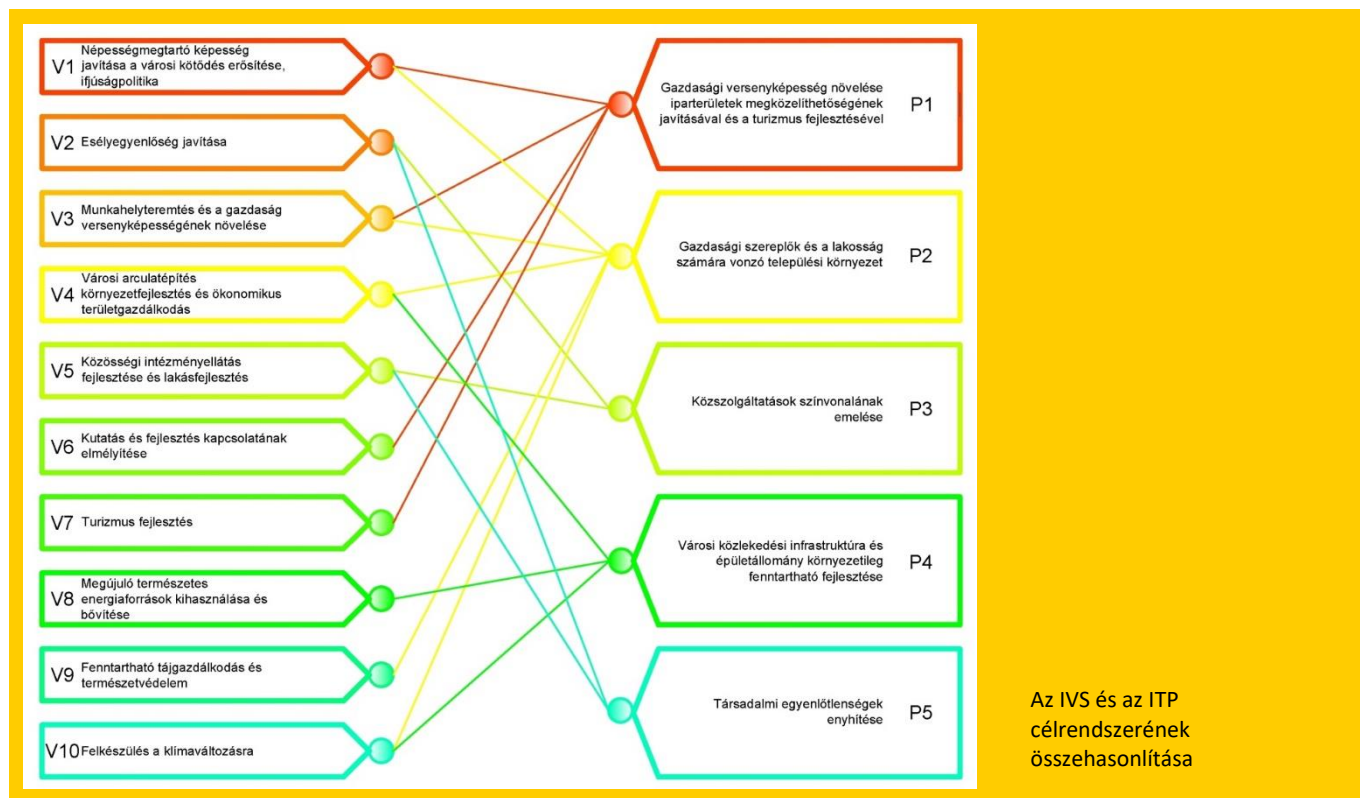 V1
Népességmegtartó képesség
javítása a városi kötődés erősítése,
ifjúságpolitika
V2
Esélyegyenlőség javítása
V3
Munkahelyteremtés és a gazdaság
versenyképességének növelése
V4
Városi arculatépítés
környezetfejlesztés és ökonomikus
területgazdálkodás
V5
Közösségi intézményellátás
fejlesztése és lakásfejlesztés
V6
Kutatás és fejlesztés kapcsolatának
elmélyítése
V7
Turizmus fejlesztés
V8
Megújuló természetes
energiaforrások kihasználása és
bővítése
V9
Fenntartható tájgazdálkodás és
természetvédelem
V10
Felkészülés a klímaváltozásra
Gazdasági versenyképesség növelése
iparterületek megközelíthetőségének
javításával és a turizmus fejlesztésével
P1
Gazdasági szereplők és a lakosság
számára vonzó települési környezet
P2
Közszolgáltatások színvonalának
emelése
P3
Városi közlekedési infrastruktúra és
épületállomány környezetileg
fenntartható fejlesztése
P4
Társadalmi egyenlőtlenségek
enyhítése
P5
Az IVS és az ITP
célrendszerének
összehasonlítása